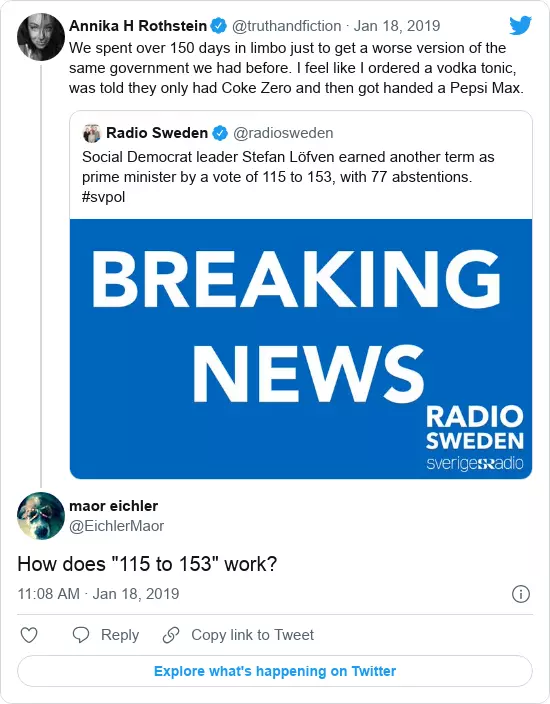 Annika H Rothstein @truthandfiction · Jan 18, 2019
We spent over 150 days in limbo just to get a worse version of the
same government we had before. I feel like I ordered a vodka tonic,
was told they only had Coke Zero and then got handed a Pepsi Max.
Radio Sweden @radiosweden
Social Democrat leader Stefan Löfven earned another term as
prime minister by a vote of 115 to 153, with 77 abstentions.
#svpol
BREAKING
NEWS
RADIO
SWEDEN
sverigesradio
maor eichler
@EichlerMaor
How does "115 to 153" work?
11:08 AM · Jan 18, 2019
Reply Copy link to Tweet
Explore what's happening on Twitter